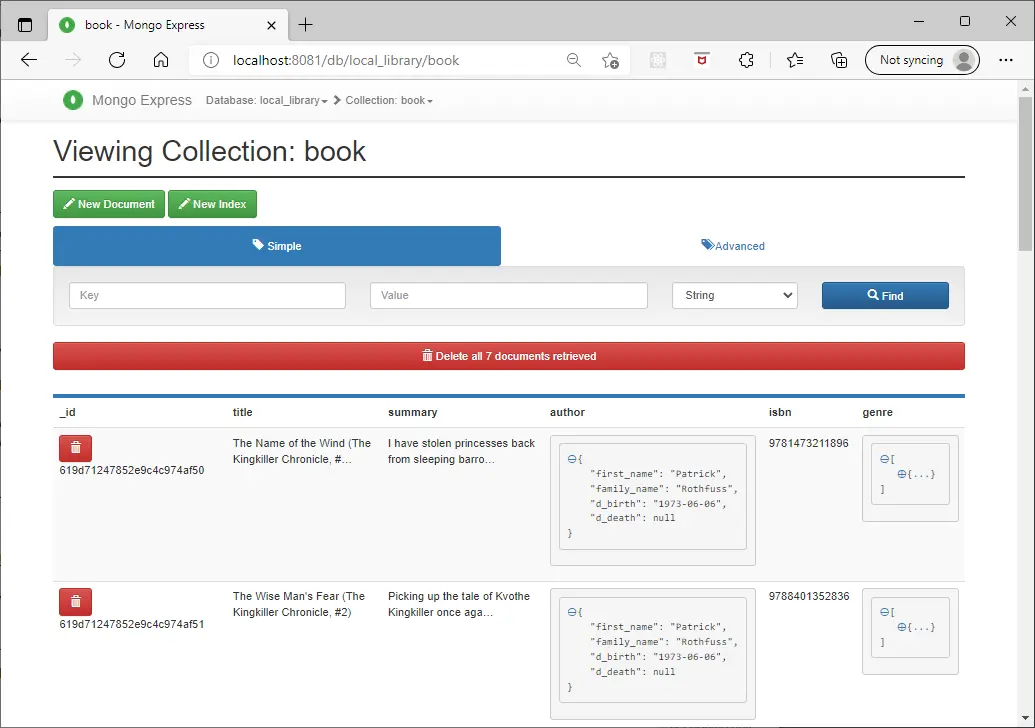 book - Mongo Express
localhost:8081/db/local_library/book
Not syncing
Mongo Express Database: local_library Collection: book
Viewing Collection: book
New Document New Index
Simple Advanced
Key Value String Find
Delete all 7 documents retrieved
_id title summary author isbn genre
619d71247852e9c4c974af50
The Name of the Wind (The
Kingkiller Chronicle, #...
I have stolen princesses back
from sleeping barro...
{
"first_name": "Patrick",
"family_name": "Rothfuss",
"d_birth": "1973-06-06",
"d_death": null
}
9781473211896
[
{...}
]
619d71247852e9c4c974af51
The Wise Man's Fear (The
Kingkiller Chronicle, #2)
Picking up the tale of Kvothe
Kingkiller once aga...
{
"first_name": "Patrick",
"family_name": "Rothfuss",
"d_birth": "1973-06-06",
"d_death": null
}
9788401352836
[
{...}
]